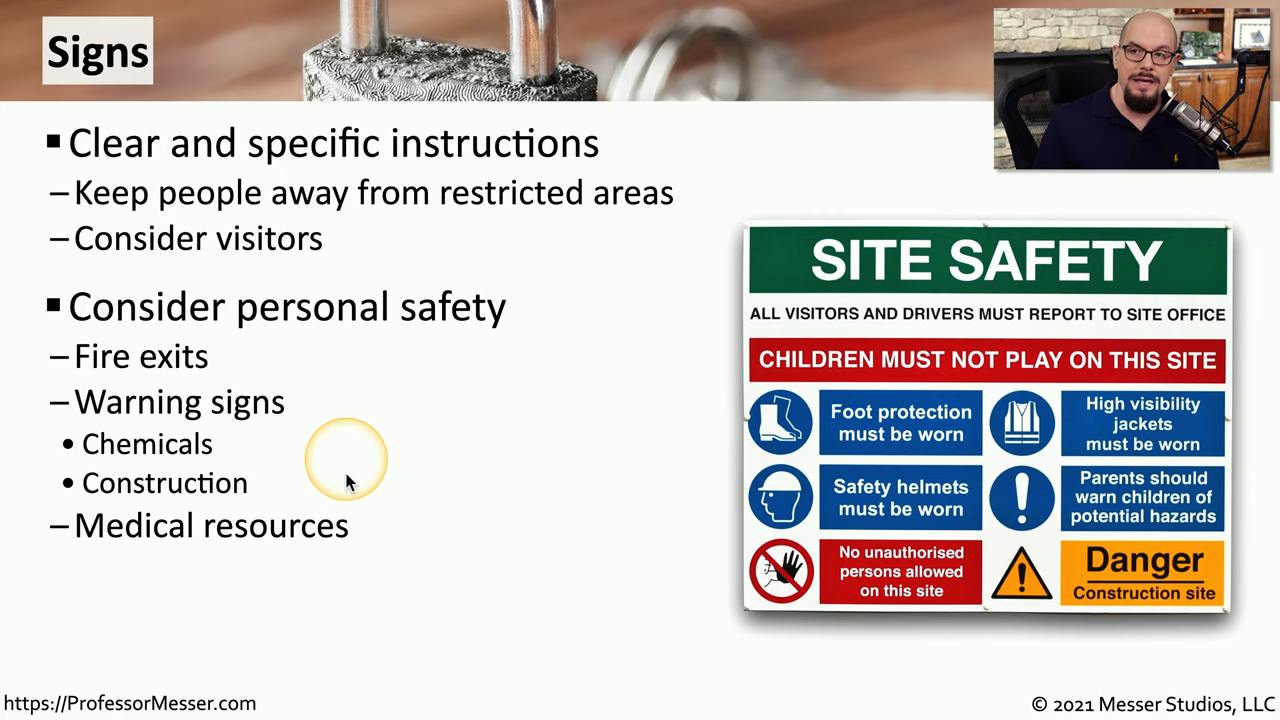 Signs
▪ Clear and specific instructions
– Keep people away from restricted areas
– Consider visitors
▪ Consider personal safety
– Fire exits
– Warning signs
• Chemicals
• Construction
– Medical resources
SITE SAFETY
ALL VISITORS AND DRIVERS MUST REPORT TO SITE OFFICE
CHILDREN MUST NOT PLAY ON THIS SITE
Foot protection
must be worn
High visibility
jackets
must be worn
Safety helmets
must be worn
Parents should
warn children of
potential hazards
No unauthorised
persons allowed
on this site
Danger
Construction site
https://ProfessorMesser.com
© 2021 Messer Studios, LLC